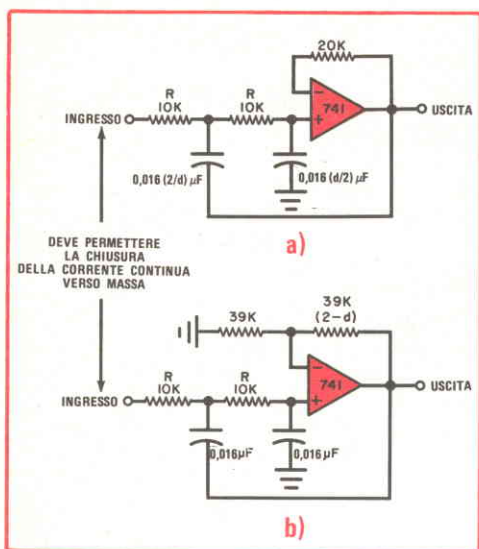 20K
R
10K
R
10K
INGRESSO
741
USCITA
0,016 (2/d) µF
0,016 (d/2) µF
a)
DEVE PERMETTERE
LA CHIUSURA
DELLA CORRENTE CONTINUA
VERSO MASSA
39K
39K
(2-d)
R
10K
R
10K
INGRESSO
741
USCITA
0,016µF
0,016µF
b)